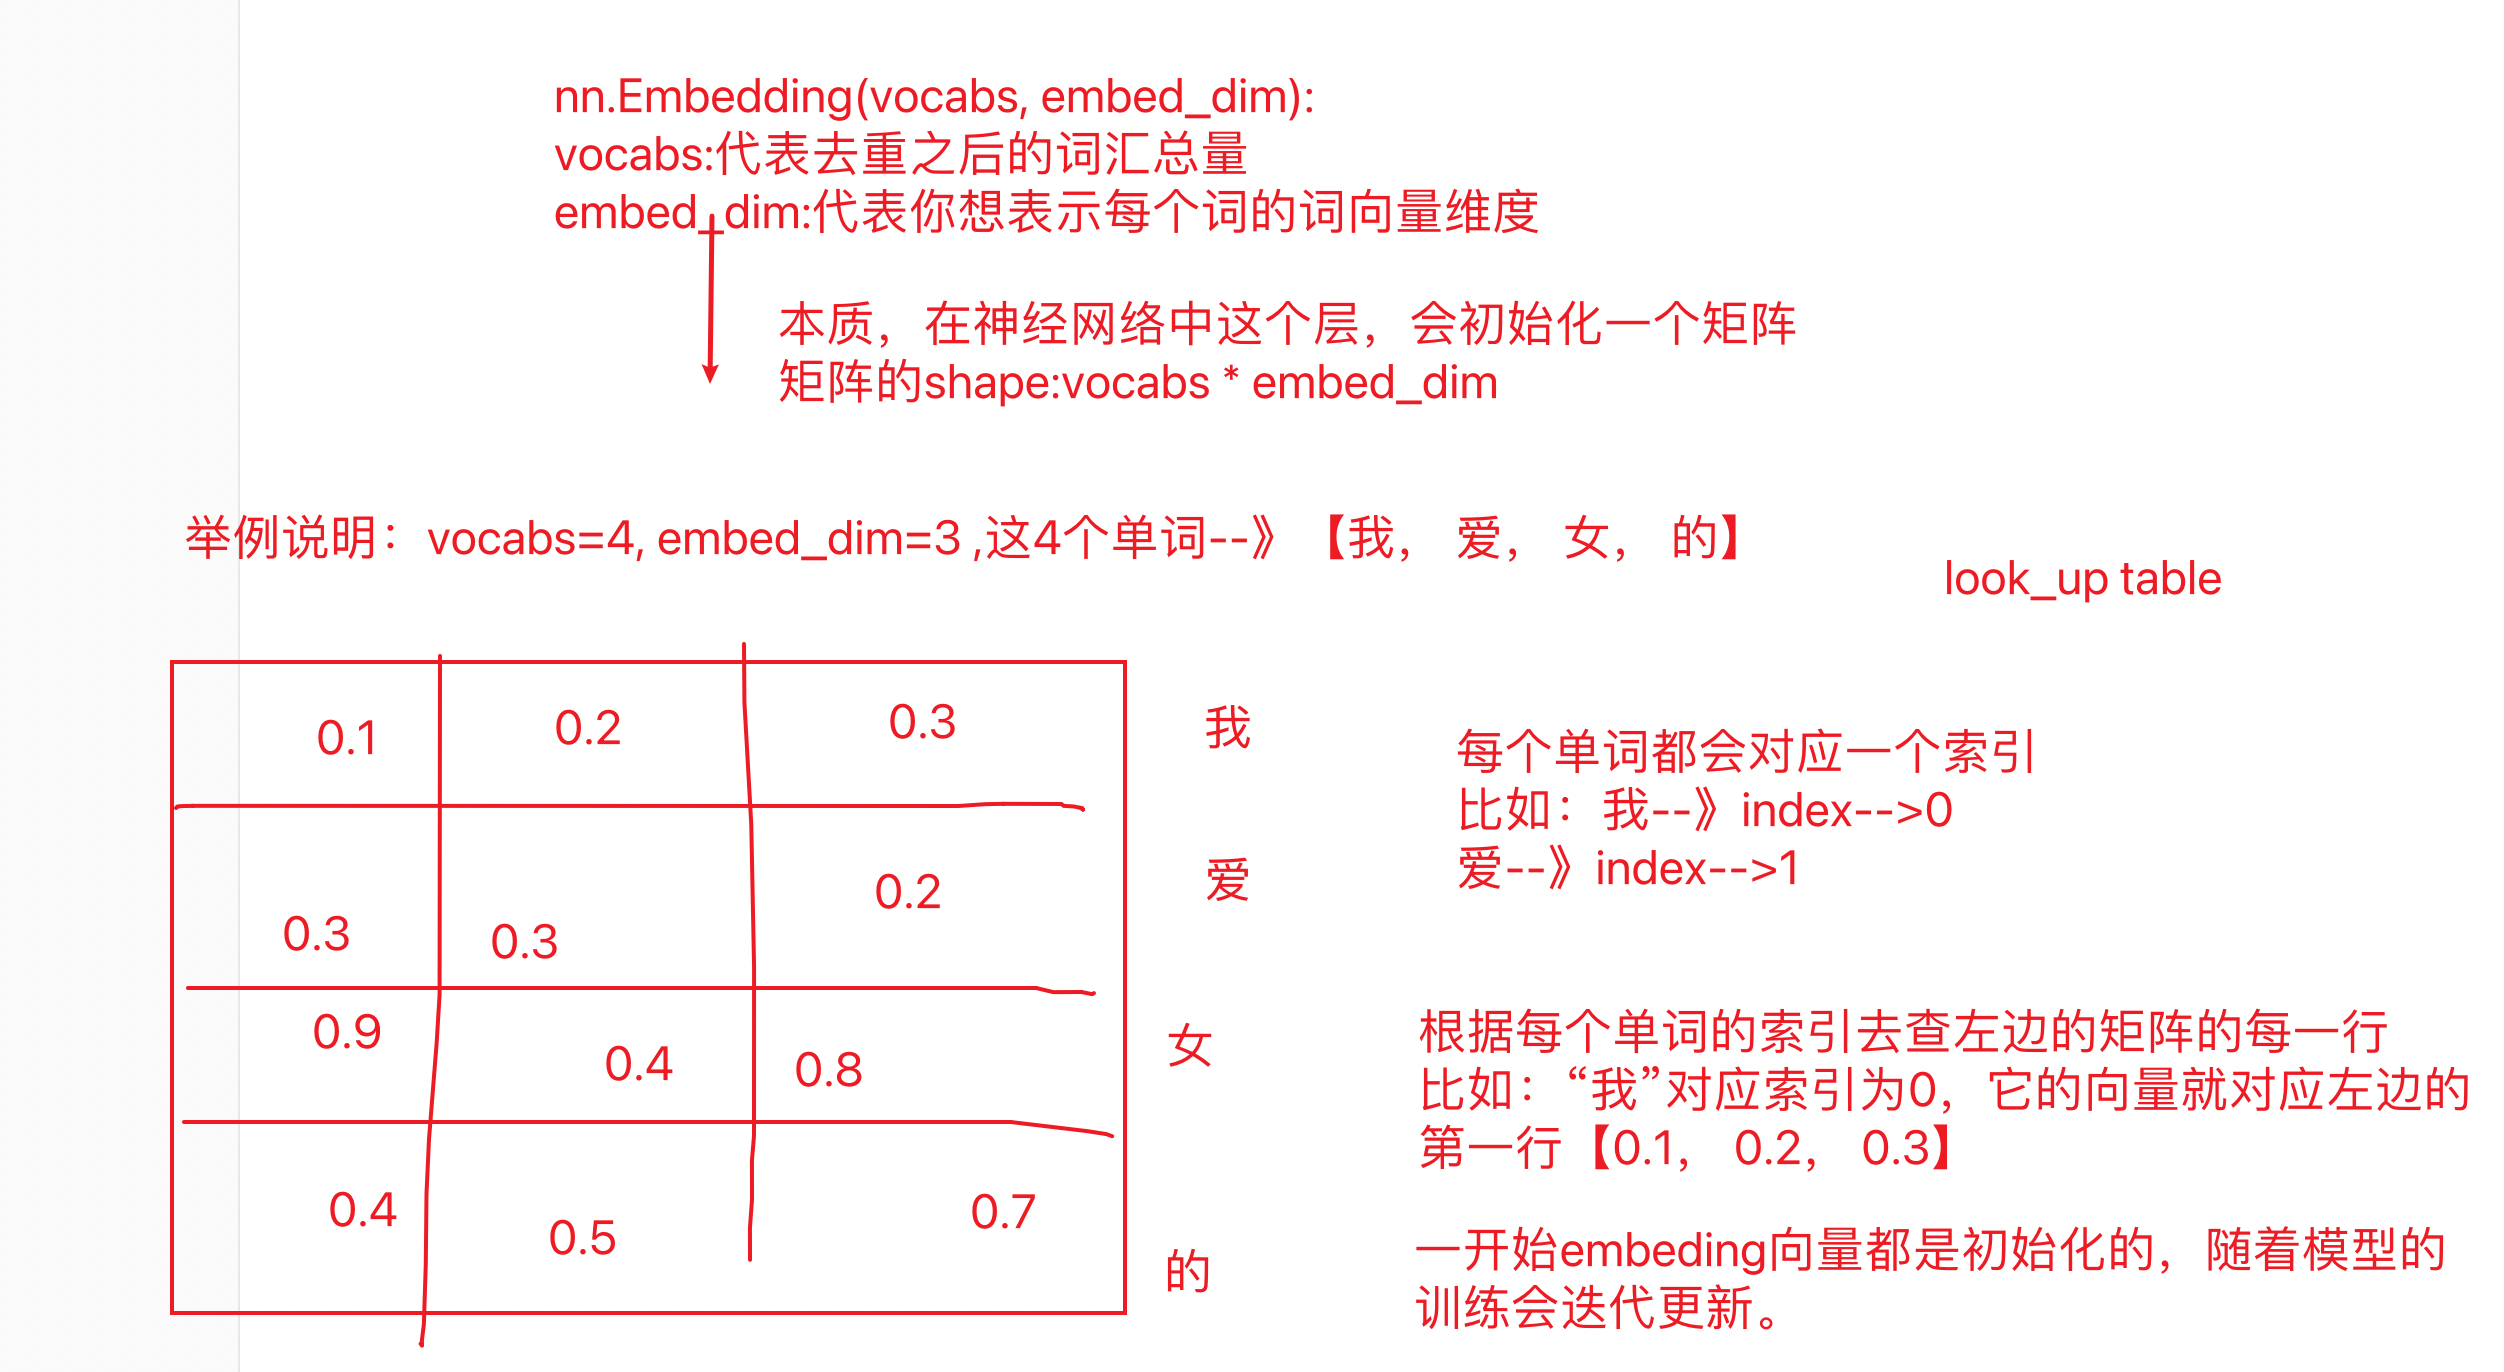 nn.Embedding(vocabs, embed_dim):
vocabs:代表去重之后的词汇总量:
embed_dim:代表你想表示每个词的词向量维度
本质，在神经网络中这个层，会初始化一个矩阵
矩阵的shape:vocabs * embed_dim
举例说明：vocabs=4, embed_dim=3,这4个单词--》【我，爱，女，的】
look_up table
0.1 0.2 0.3 我
每个单词都会对应一个索引
比如：我--》index-->0
爱--》index-->1
0.3 0.3 0.2 爱
0.9 0.4 0.8 女
根据每个单词的索引去查左边的矩阵的每一行
比如：“我”对应索引为0，它的向量就对应左边的
第一行【0.1，0.2，0.3】
0.4 0.5 0.7 的
一开始embedding向量都是初始化的，随着模型的
训练会迭代更新。